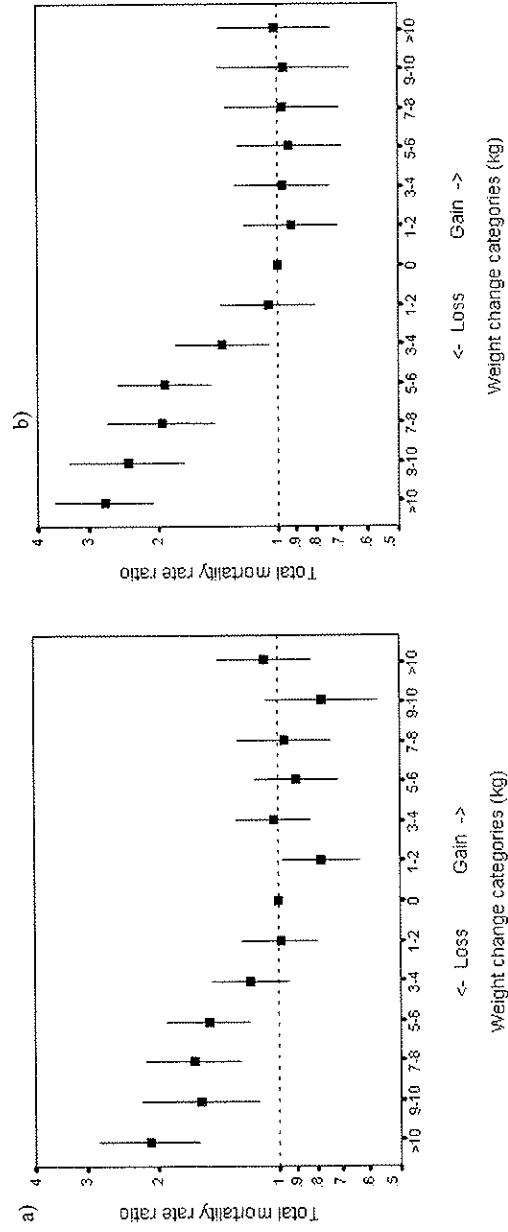 a)
Total mortality rate ratio
4
3
2
1
.9
.8
.7
.6
.5
>10 9-10 7-8 5-6 3-4 1-2 0 1-2 3-4 5-6 7-8 9-10 >10
<- Loss Gain ->
Weight change categories (kg)
b)
Total mortality rate ratio
4
3
2
1
.9
.8
.7
.6
.5
>10 9-10 7-8 5-6 3-4 1-2 0 1-2 3-4 5-6 7-8 9-10 >10
<- Loss Gain ->
Weight change categories (kg)